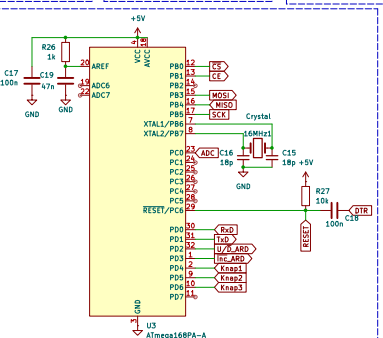 +5V
R26
1k
C17
100n
C19
47n
GND
GND
20
AREF
19
ADC6
22
ADC7
4
VCC
18
AVCC
PB0
12
CS
PB1
13
CE
PB2
14
PB3
15
MOSI
PB4
16
MISO
PB5
17
SCK
XTAL1/PB6
7
XTAL2/PB7
8
Crystal
16MHz1
C16
18p
C15
18p
GND
PC0
23
ADC
PC1
24
PC2
25
PC3
26
PC4
27
PC5
28
RESET/PC6
29
+5V
R27
10k
C18
100n
DTR
RESET
PD0
30
RxD
PD1
31
TxD
PD2
32
U/D_ARD
PD3
1
Inc_ARD
PD4
2
Knap1
PD5
9
Knap2
PD6
10
Knap3
PD7
11
GND
3
GND
U3
ATmega168PA-A